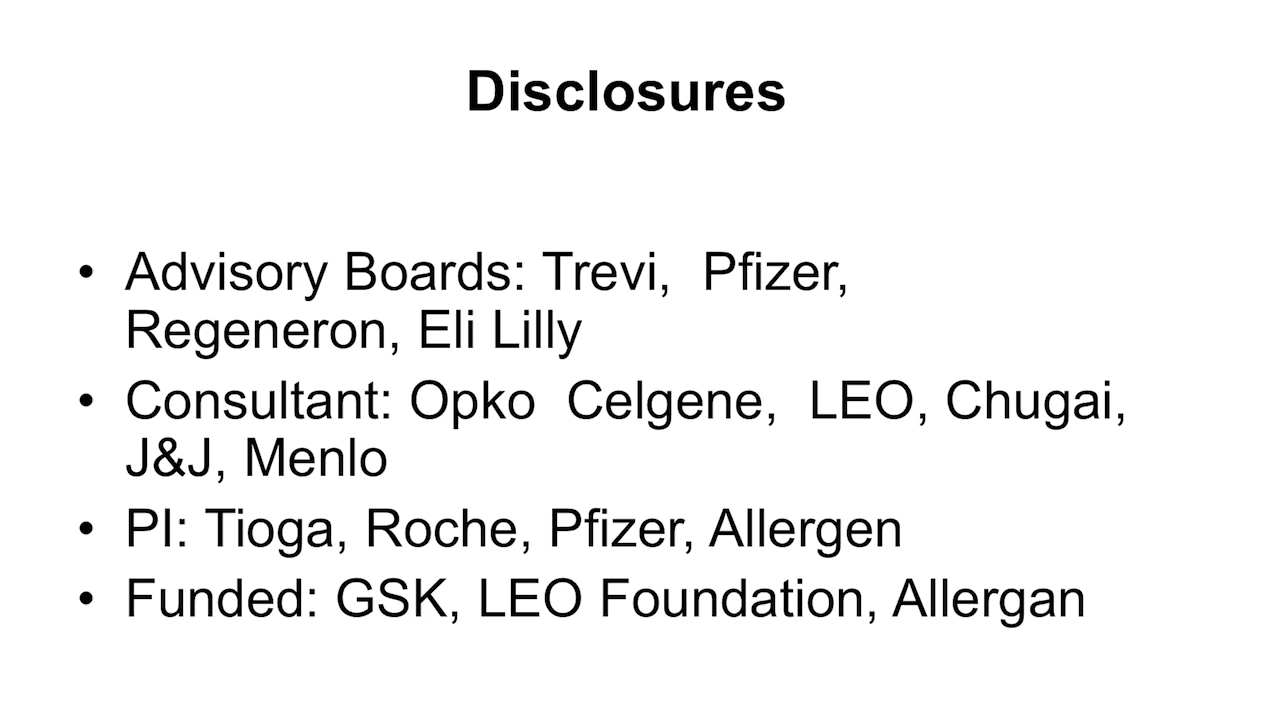 Disclosures
• Advisory Boards: Trevi,  Pfizer,
Regeneron, Eli Lilly
• Consultant: Opko  Celgene,  LEO, Chugai,
J&J, Menlo
• PI: Tioga, Roche, Pfizer, Allergen
• Funded: GSK, LEO Foundation, Allergan